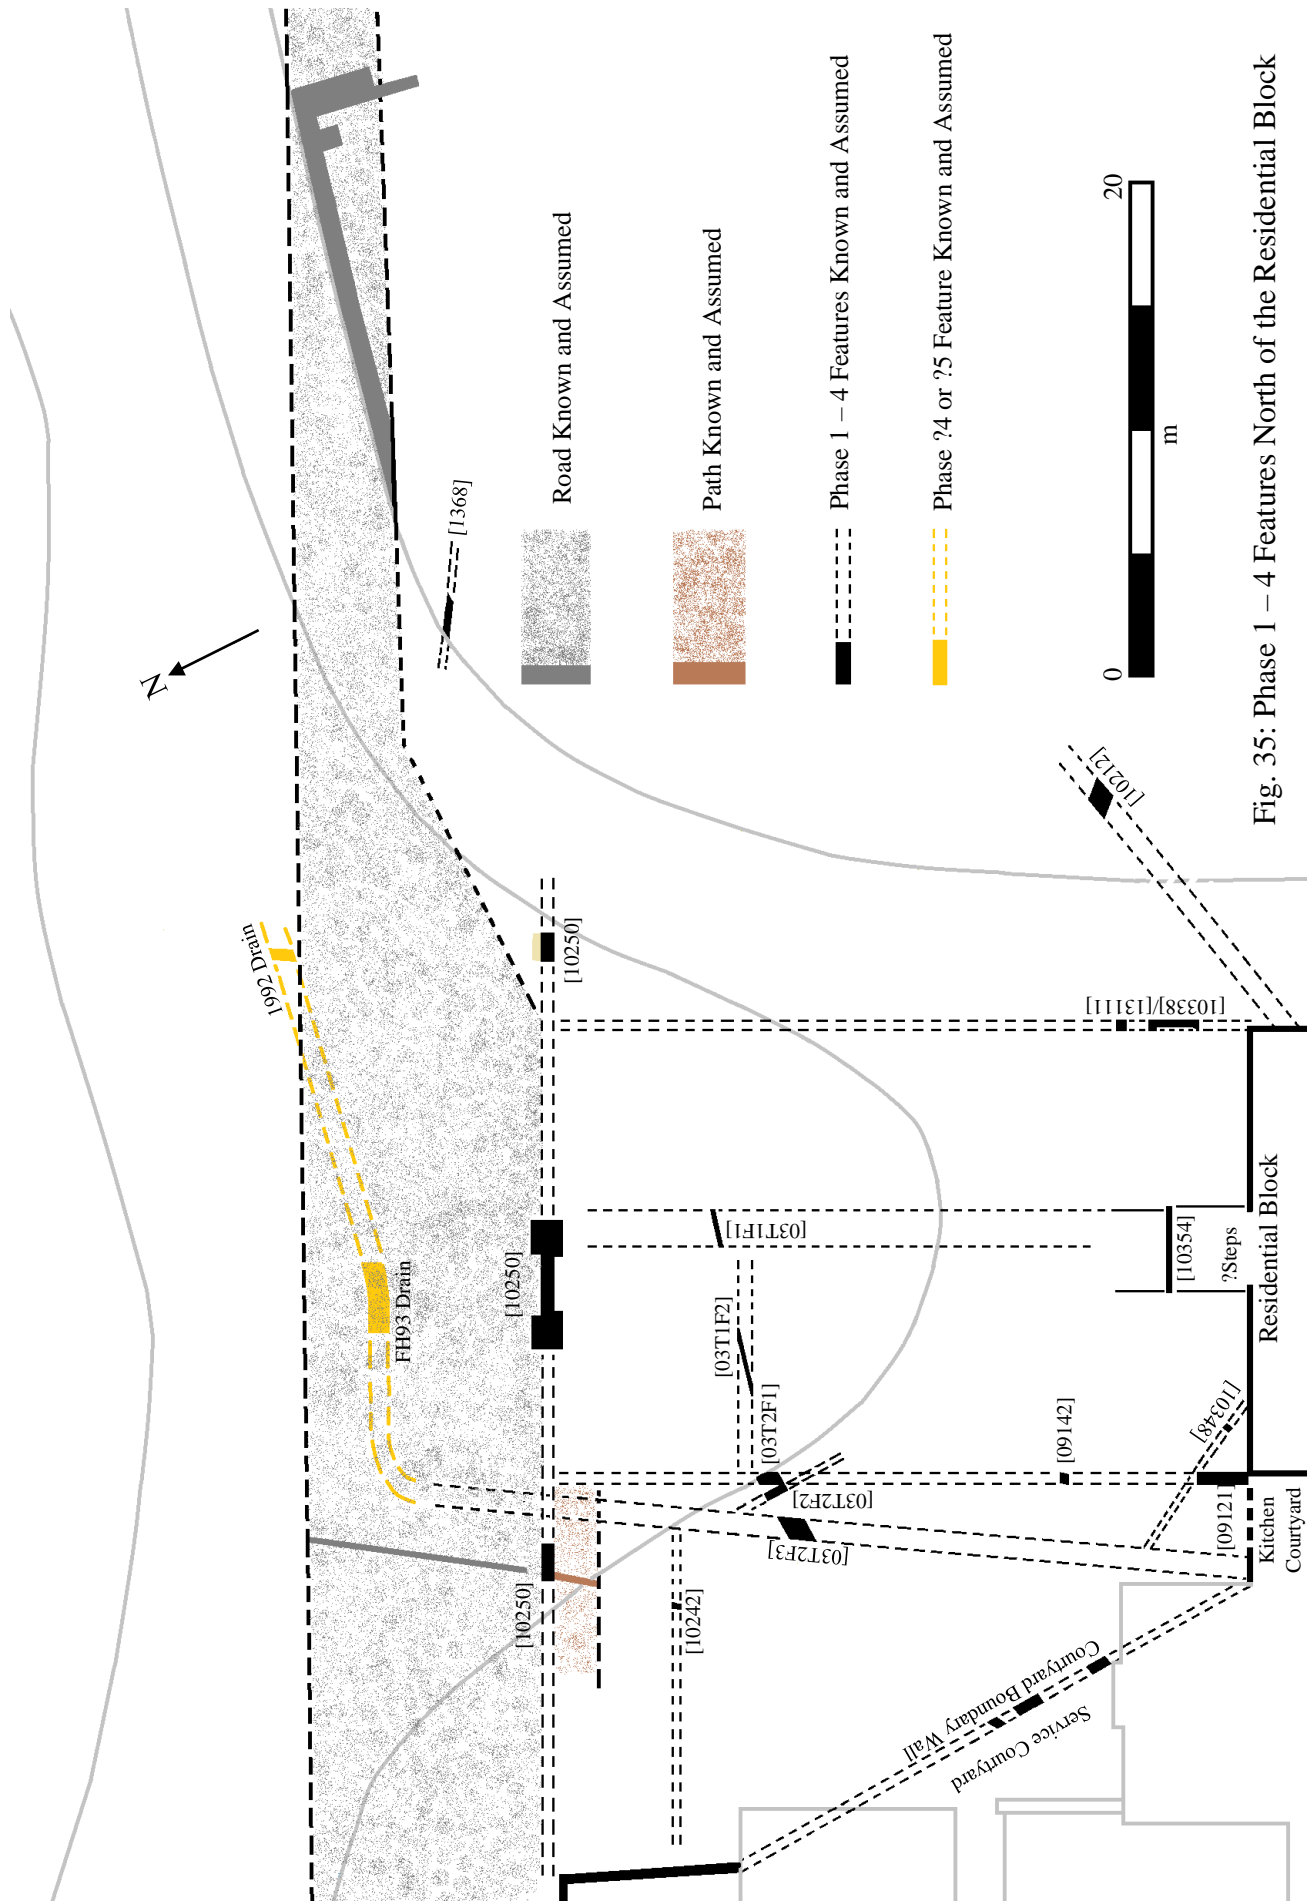 N
1992 Drain
FH93 Drain
[1368]
[10250]
[10250]
[10250]
[03T1F1]
[03T1F2]
[03T2F1]
[03T2F2]
[03T2F3]
[10242]
[09142]
[09121]
[10348]
[10354]
?Steps
[10338]/[13111]
[10212]
Residential Block
Kitchen
Courtyard
Service Courtyard
Courtyard Boundary Wall
Road Known and Assumed
Path Known and Assumed
Phase 1 – 4 Features Known and Assumed
Phase ?4 or ?5 Feature Known and Assumed
0
20
m
Fig. 35: Phase 1 – 4 Features North of the Residential Block